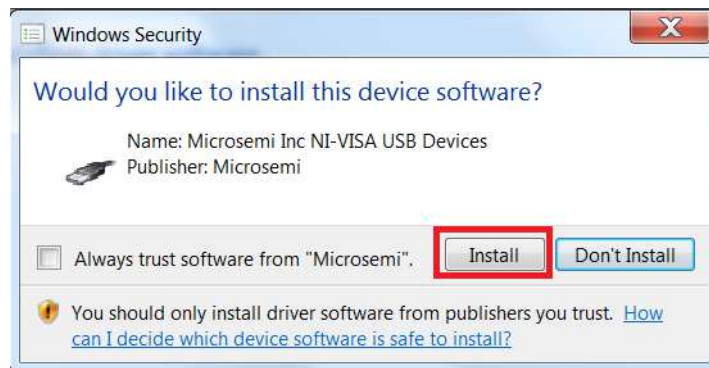 Windows Security
Would you like to install this device software?
Name: Microsemi Inc NI-VISA USB Devices
Publisher: Microsemi
Always trust software from "Microsemi".
Install
Don't Install
You should only install driver software from publishers you trust. How
can I decide which device software is safe to install?